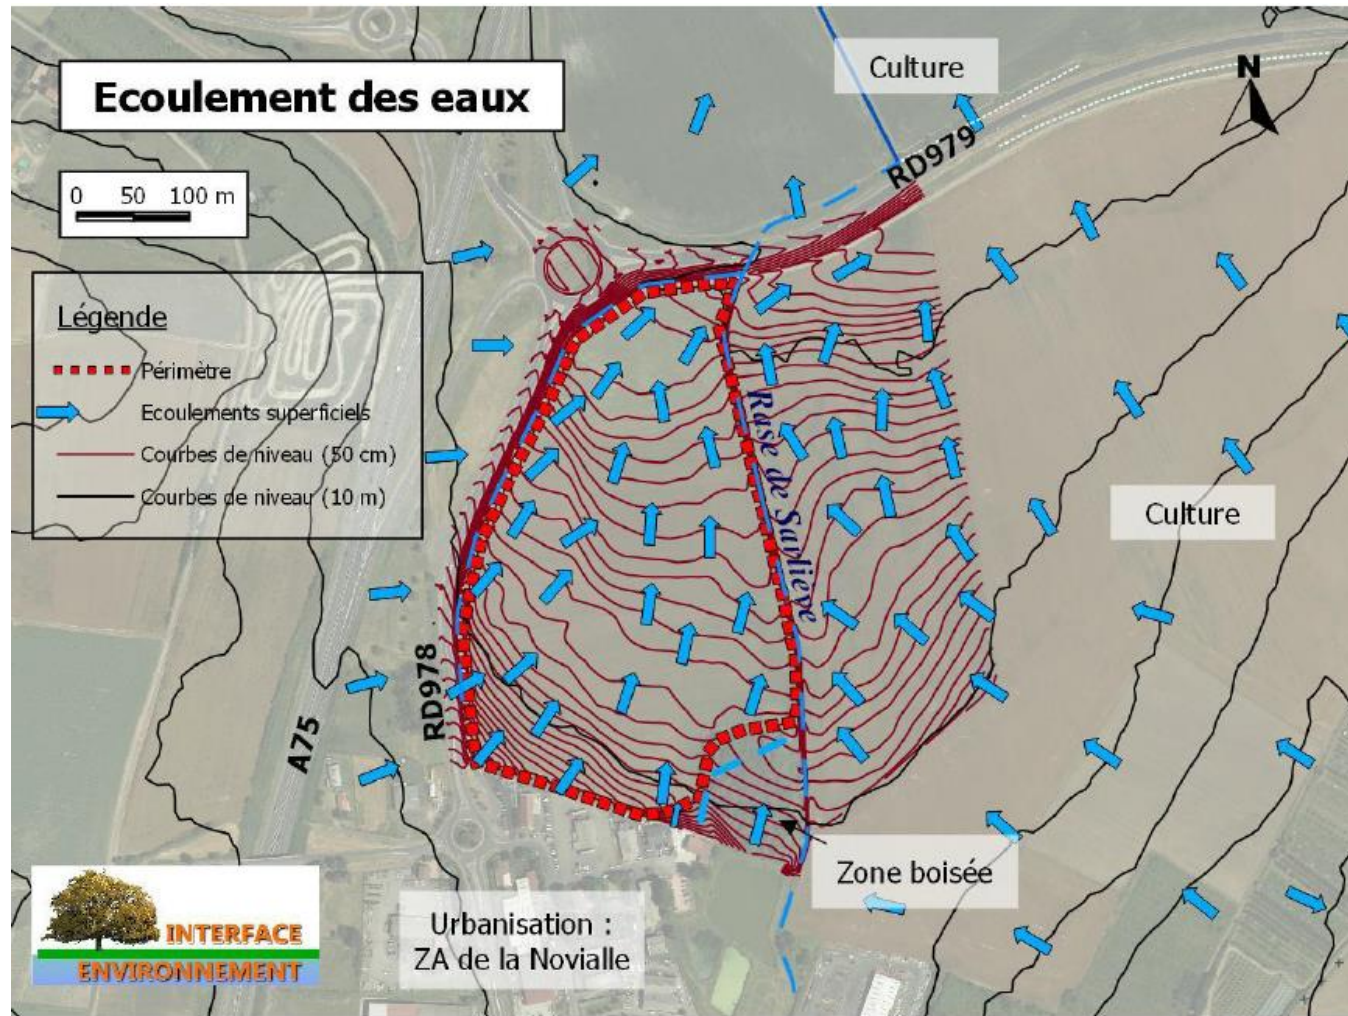 Culture
N
Ecoulement des eaux
RD979
0 50 100 m
Légende
Périmètre
Ecoulements superficiels
Courbes de niveau (50 cm)
Courbes de niveau (10 m)
Rase de Sarliève
Culture
RD978
A75
Zone boisée
Urbanisation :
ZA de la Novialle
INTERFACE
ENVIRONNEMENT